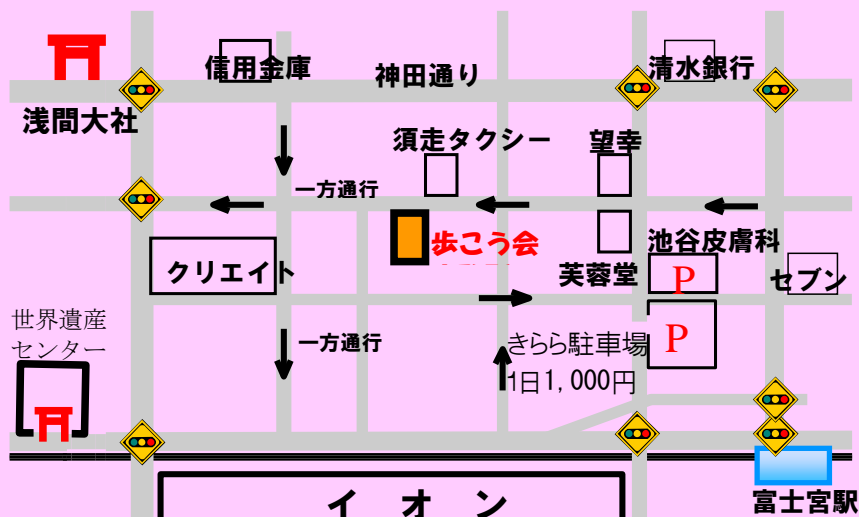 信用金庫
神田通り
清水銀行
浅間大社
須走タクシー
望幸
一方通行
歩こう会
池谷皮膚科
クリエイト
芙蓉堂
P
セブン
世界遺産
センター
一方通行
きらら駐車場
P
1日1,000円
イオン
富士宮駅